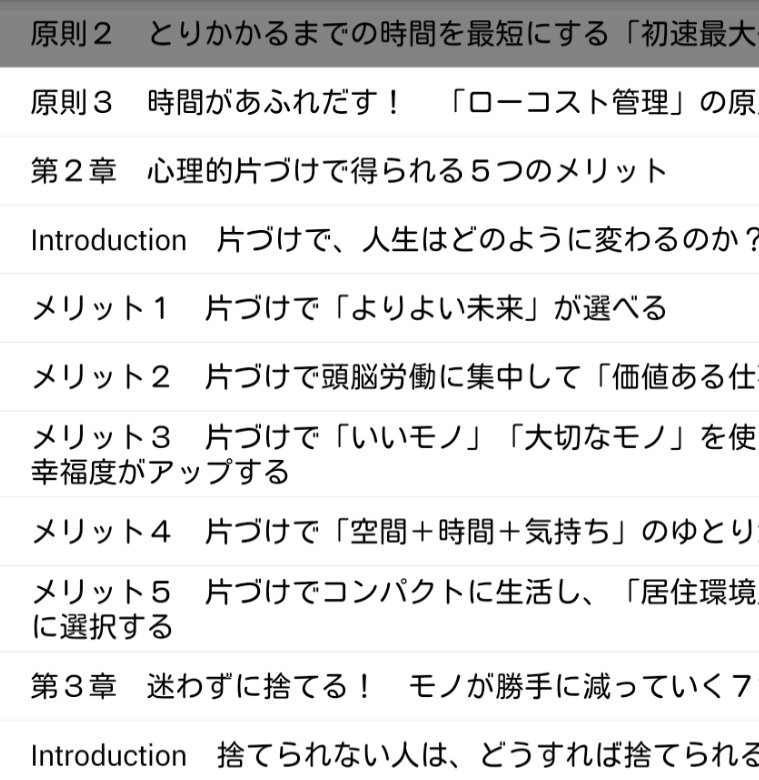 原則２　とりかかるまでの時間を最短にする「初速最大
原則３　時間があふれだす！　「ローコスト管理」の原
第２章　心理的片づけで得られる５つのメリット
Introduction　片づけで、人生はどのように変わるのか？
メリット１　片づけで「よりよい未来」が選べる
メリット２　片づけで頭脳労働に集中して「価値ある仕
メリット３　片づけで「いいモノ」「大切なモノ」を使
幸福度がアップする
メリット４　片づけで「空間＋時間＋気持ち」のゆとり
メリット５　片づけでコンパクトに生活し、「居住環境
に選択する
第３章　迷わずに捨てる！　モノが勝手に減っていく７
Introduction　捨てられない人は、どうすれば捨てられる